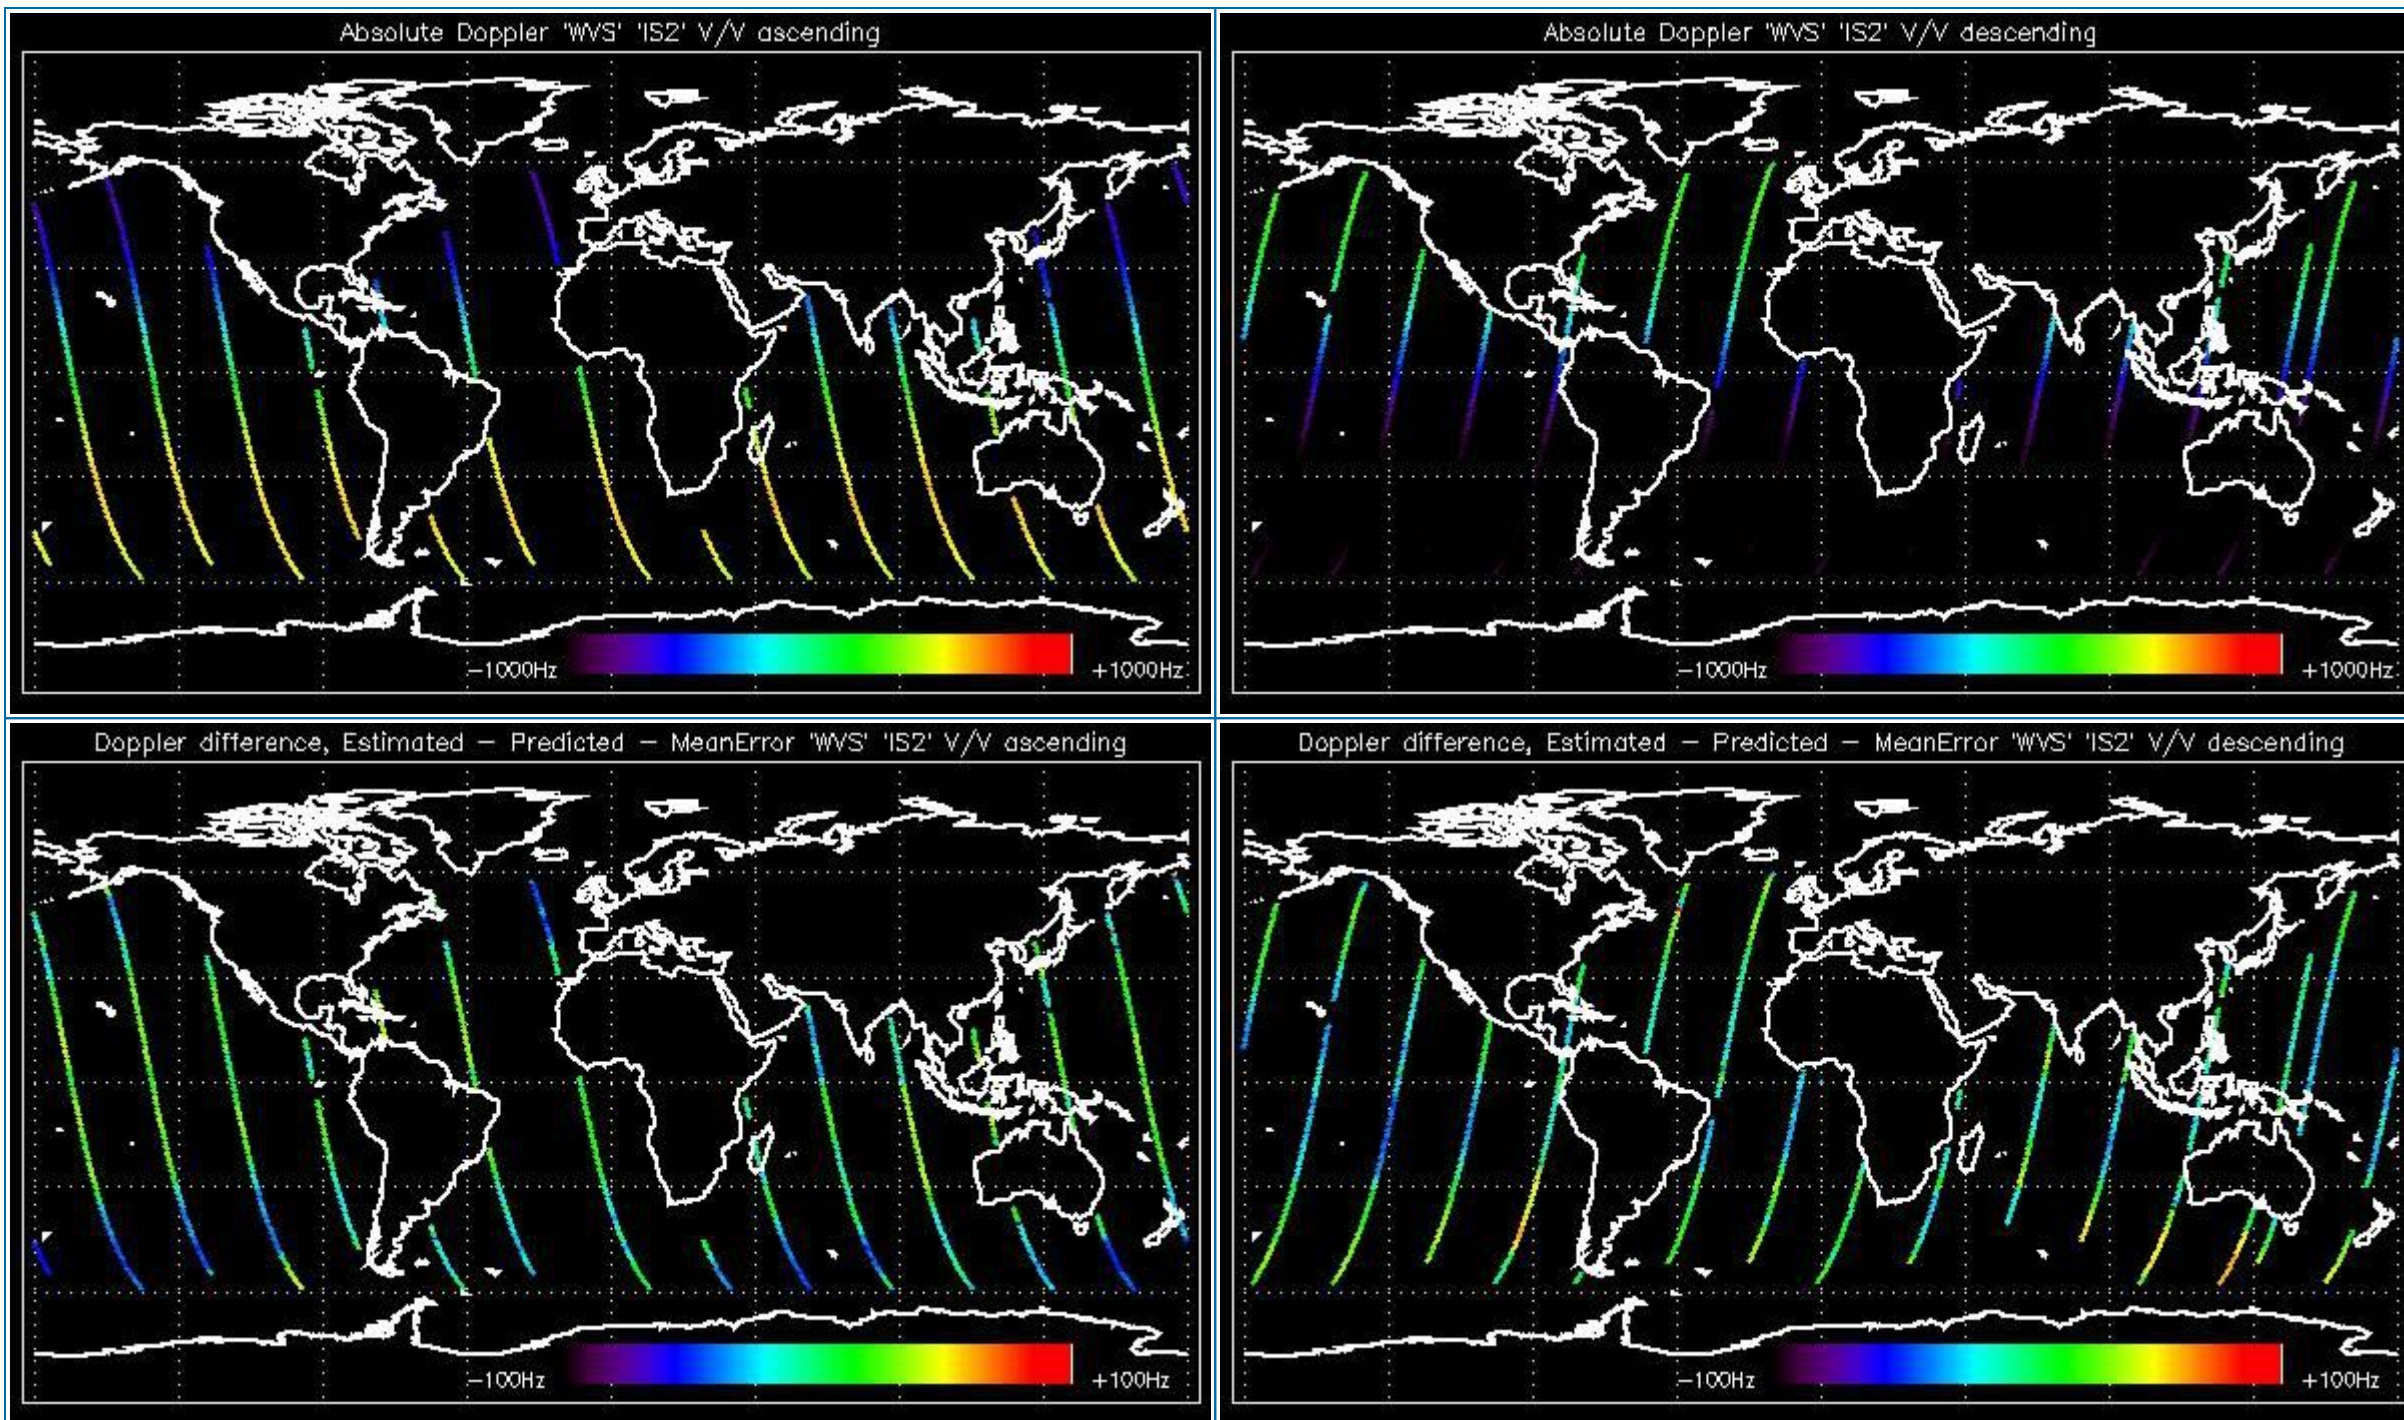 Absolute Doppler 'WVS' 'IS2' V/V ascending
-1000Hz
+1000Hz
Absolute Doppler 'WVS' 'IS2' V/V descending
-1000Hz
+1000Hz
Doppler difference, Estimated - Predicted - MeanError 'WVS' 'IS2' V/V ascending
-100Hz
+100Hz
Doppler difference, Estimated - Predicted - MeanError 'WVS' 'IS2' V/V descending
-100Hz
+100Hz